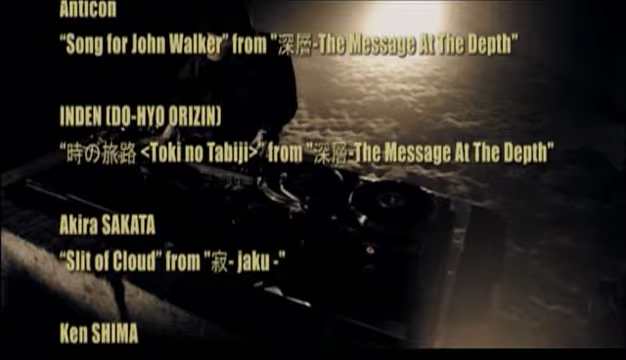 Anticon
“Song for John Walker” from "深層-The Message At The Depth"
INDEN (DO-HYO ORIZIN)
“時の旅路 <Toki no Tabiji>” from "深層-The Message At The Depth"
Akira SAKATA
“Slit of Cloud” from "寂- jaku -"
Ken SHIMA